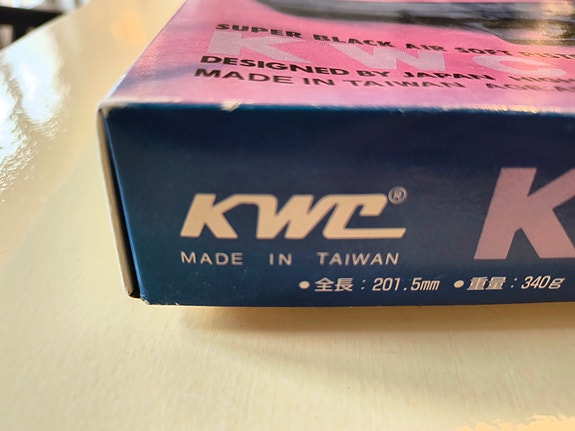 SUPER BLACK AIR SOFT
KWC
DESIGNED BY JAPAN
MADE IN TAIWAN
KWC®
MADE IN TAIWAN
K
●全長：201.5mm ●重量：340g